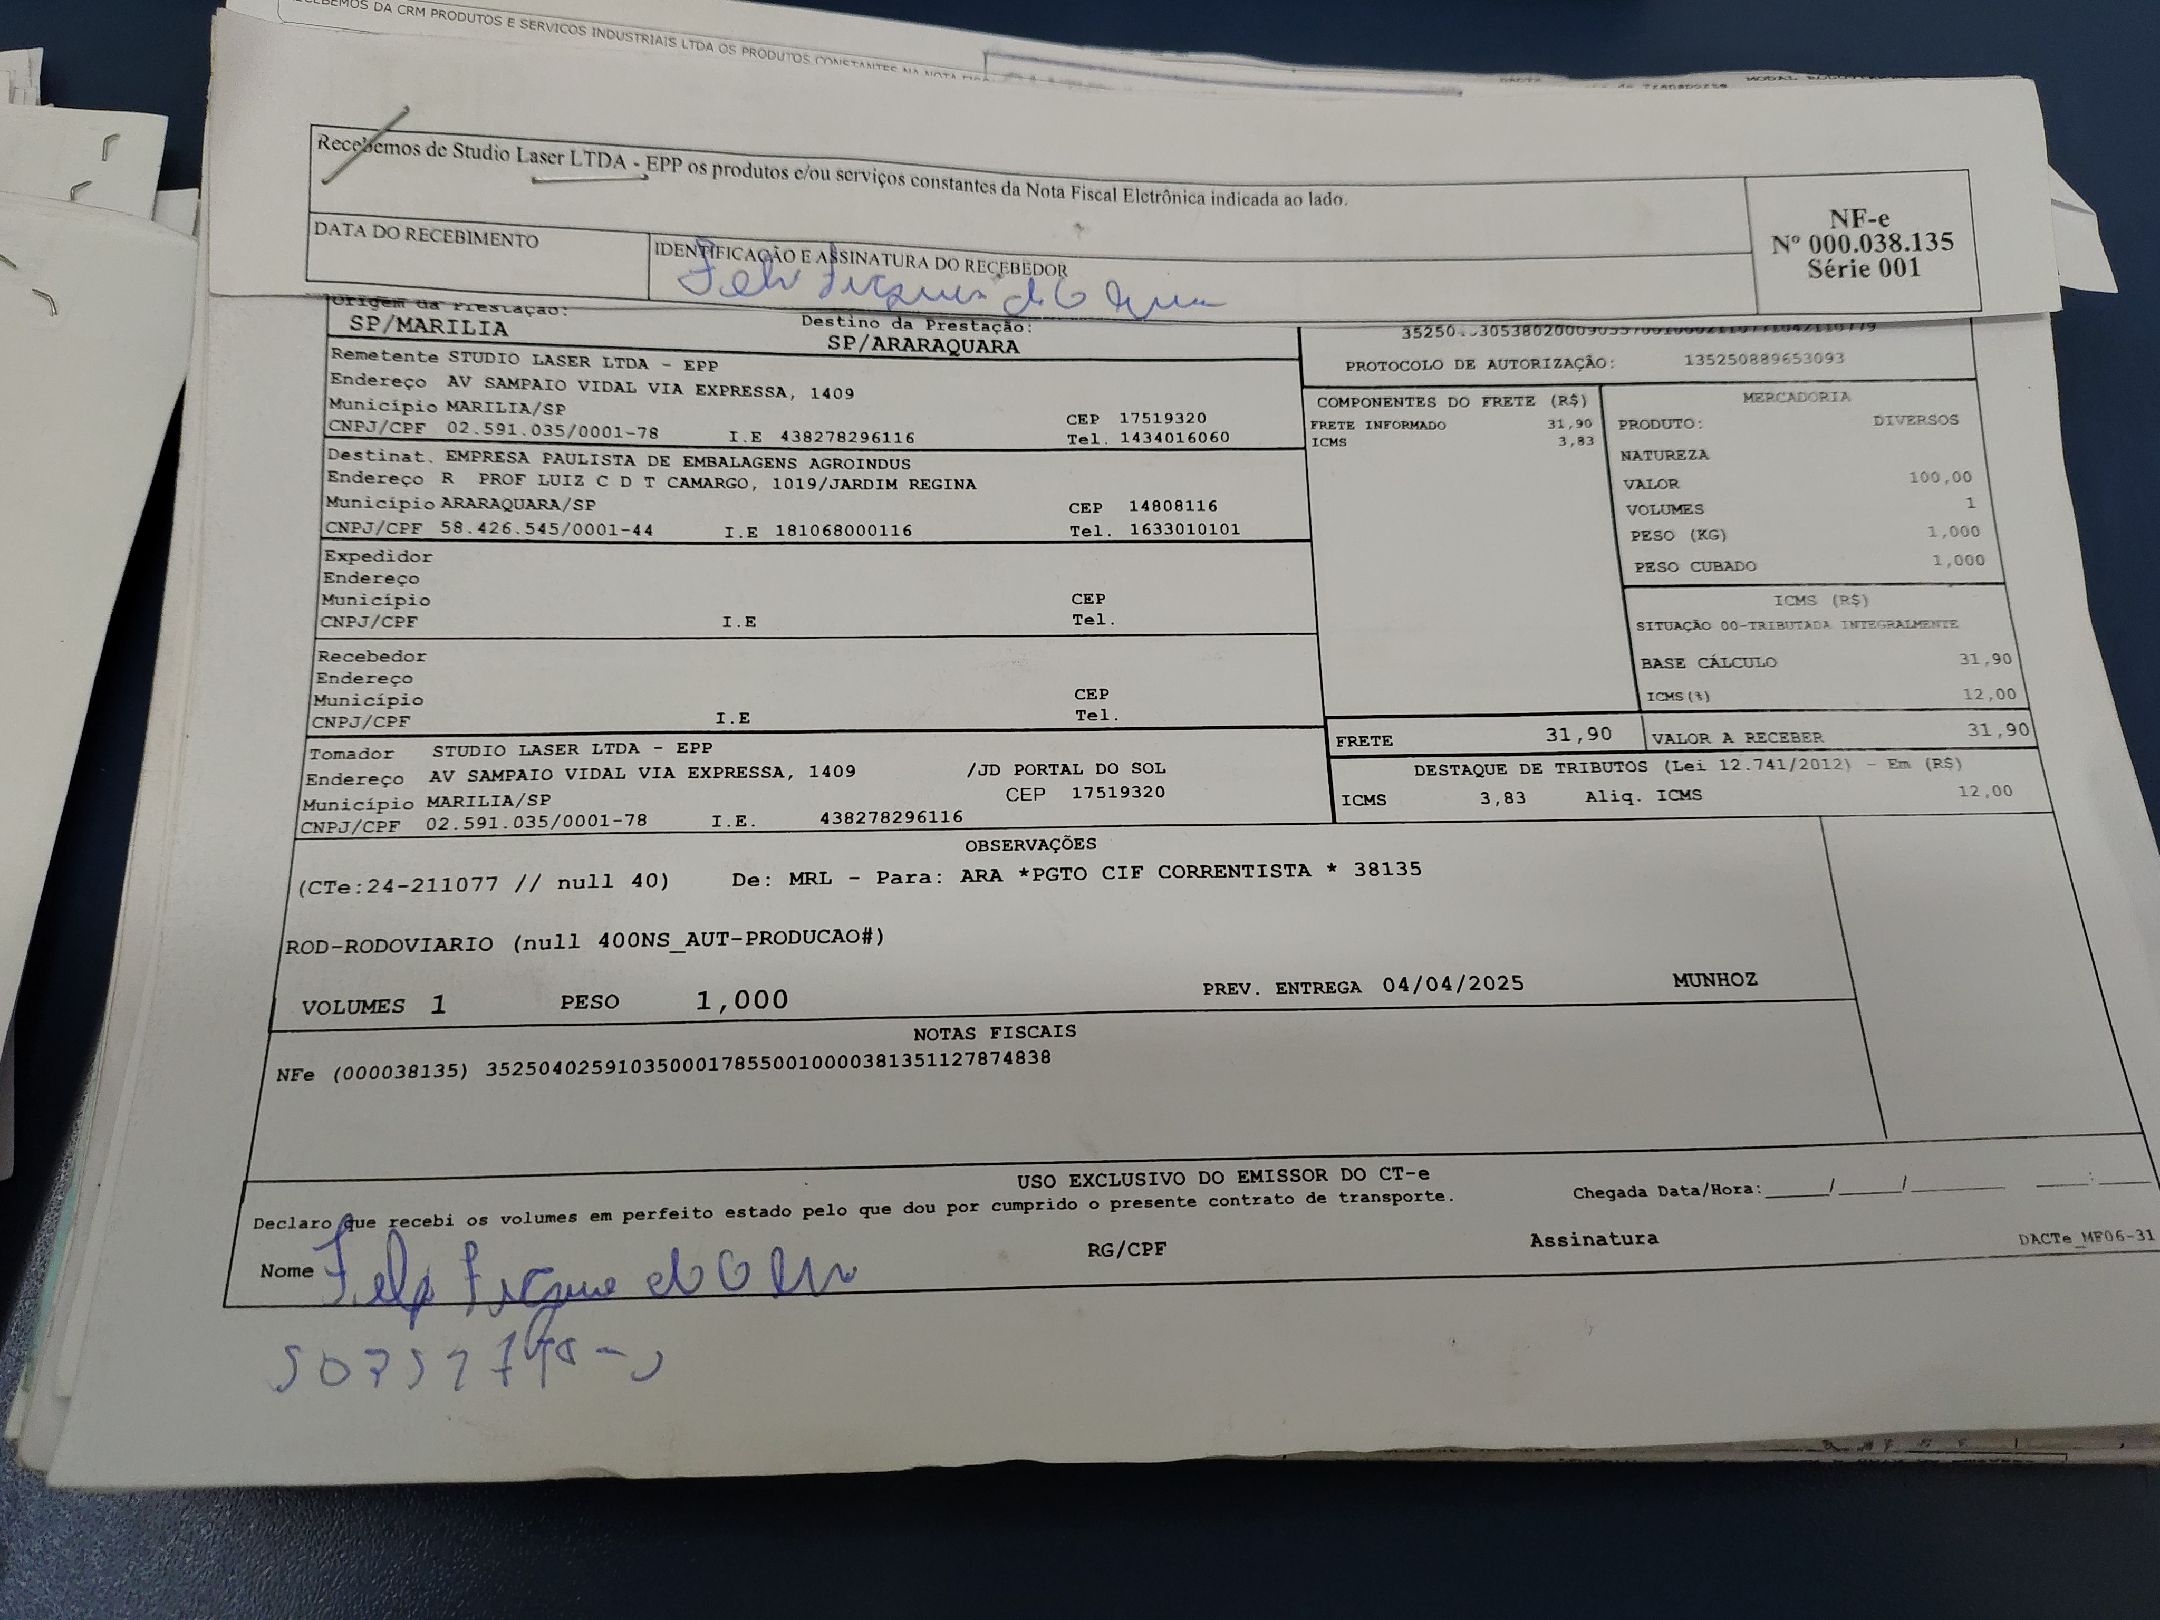 DA CRM PRODUTOS E SERVICOS INDUSTRIAIS LTDA OS PRODUTOS CONSTANTES NA NOTA
Recebemos de Studio Laser LTDA - EPP os produtos e/ou serviços constantes da Nota Fiscal Eletrônica indicada ao lado.
NF-e
Nº 000.038.135
Série 001
DATA DO RECEBIMENTO
IDENTIFICAÇÃO E ASSINATURA DO RECEBEDOR
Origem da Prestação:
SP/MARILIA
Destino da Prestação:
SP/ARARAQUARA
PROTOCOLO DE AUTORIZAÇÃO: 135250889653093
Remetente STUDIO LASER LTDA - EPP
Endereço AV SAMPAIO VIDAL VIA EXPRESSA, 1409
Município MARILIA/SP CEP 17519320
CNPJ/CPF 02.591.035/0001-78 I.E 438278296116 Tel. 1434016060
Destinat. EMPRESA PAULISTA DE EMBALAGENS AGROINDUS
Endereço R PROF LUIZ C D T CAMARGO, 1019/JARDIM REGINA
Município ARARAQUARA/SP CEP 14808116
CNPJ/CPF 58.426.545/0001-44 I.E 181068000116 Tel. 1633010101
Expedidor
Endereço
Município CEP
CNPJ/CPF I.E Tel.
Recebedor
Endereço
Município CEP
CNPJ/CPF I.E Tel.
Tomador STUDIO LASER LTDA - EPP
Endereço AV SAMPAIO VIDAL VIA EXPRESSA, 1409 /JD PORTAL DO SOL
Município MARILIA/SP CEP 17519320
CNPJ/CPF 02.591.035/0001-78 I.E. 438278296116
COMPONENTES DO FRETE (R$)
FRETE INFORMADO 31,90
ICMS 3,83
MERCADORIA
PRODUTO: DIVERSOS
NATUREZA
VALOR 100,00
VOLUMES 1
PESO (KG) 1,000
PESO CUBADO 1,000
ICMS (R$)
SITUAÇÃO 00-TRIBUTADA INTEGRALMENTE
BASE CÁLCULO 31,90
ICMS(%) 12,00
FRETE 31,90 VALOR A RECEBER 31,90
DESTAQUE DE TRIBUTOS (Lei 12.741/2012) - Em (R$)
ICMS 3,83 Aliq. ICMS 12,00
OBSERVAÇÕES
(CTe:24-211077 // null 40) De: MRL - Para: ARA *PGTO CIF CORRENTISTA * 38135
ROD-RODOVIARIO (null 400NS_AUT-PRODUCAO#)
VOLUMES 1 PESO 1,000 PREV. ENTREGA 04/04/2025 MUNHOZ
NOTAS FISCAIS
NFe (000038135) 35250402591035000178550010000381351127874838
USO EXCLUSIVO DO EMISSOR DO CT-e
Declaro que recebi os volumes em perfeito estado pelo que dou por cumprido o presente contrato de transporte.
Chegada Data/Hora:_____/_____/_______ ____:____
Nome
RG/CPF
Assinatura
DACTe_MF06-31